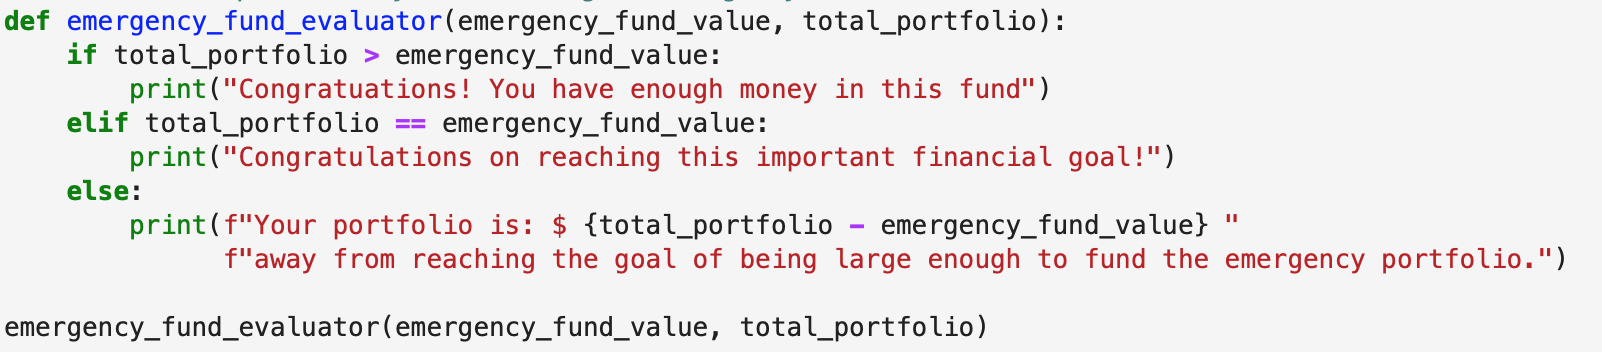 def emergency_fund_evaluator(emergency_fund_value, total_portfolio):
    if total_portfolio > emergency_fund_value:
        print("Congratuations! You have enough money in this fund")
    elif total_portfolio == emergency_fund_value:
        print("Congratulations on reaching this important financial goal!")
    else:
        print(f"Your portfolio is: $ {total_portfolio - emergency_fund_value} "
              f"away from reaching the goal of being large enough to fund the emergency portfolio.")

emergency_fund_evaluator(emergency_fund_value, total_portfolio)